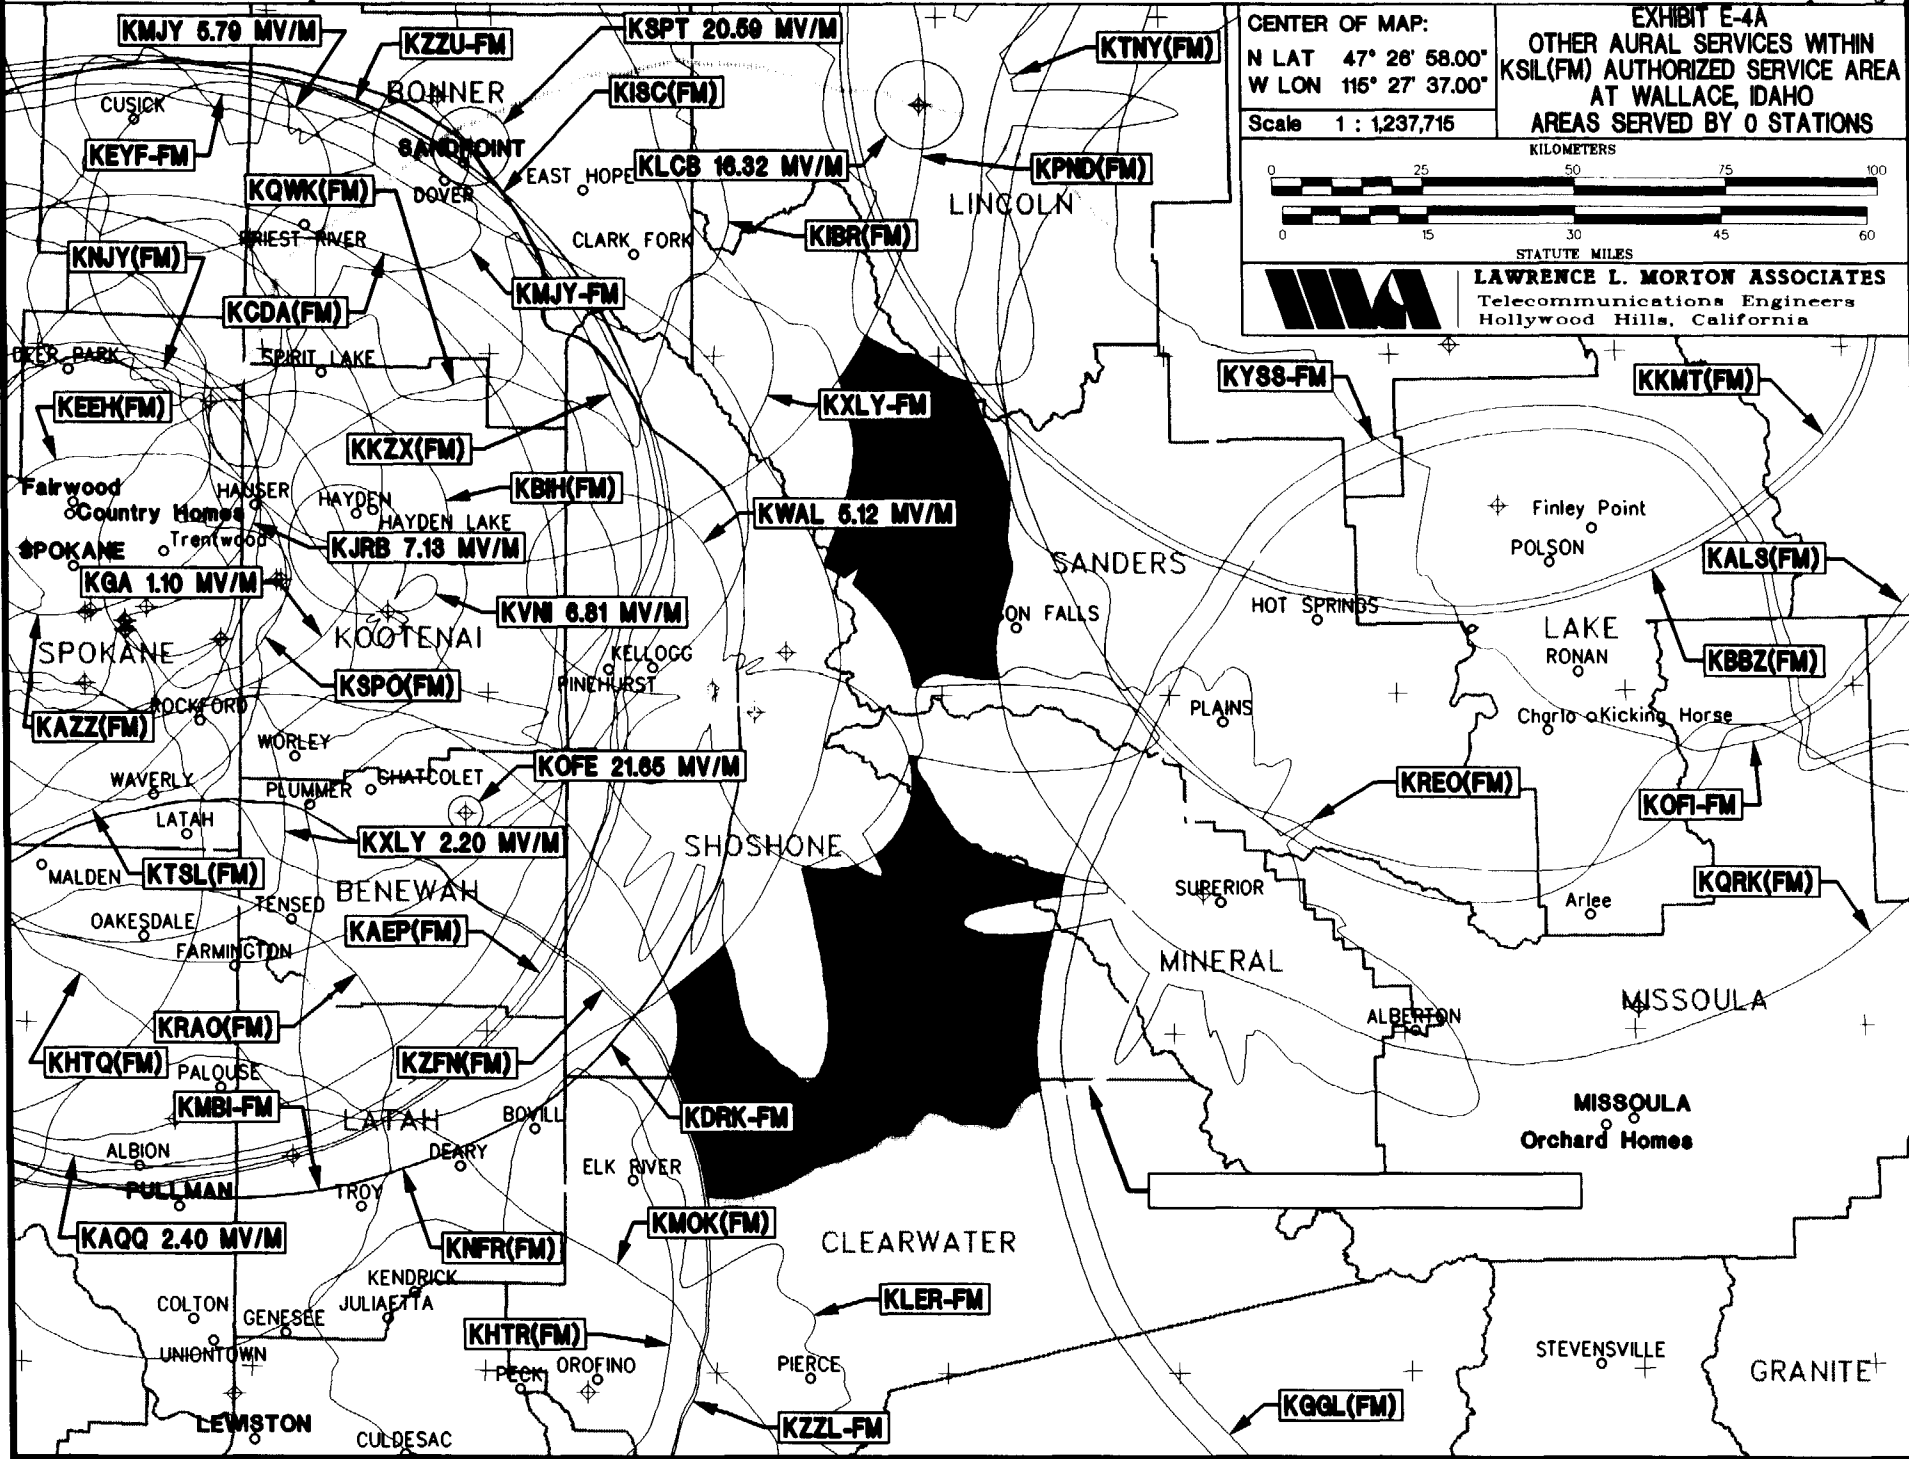 CENTER OF MAP:
N LAT 47° 26' 58.00"
W LON 115° 27' 37.00"
Scale 1 : 1,237,715
EXHIBIT E-4A
OTHER AURAL SERVICES WITHIN
KSIL(FM) AUTHORIZED SERVICE AREA
AT WALLACE, IDAHO
AREAS SERVED BY 0 STATIONS
KILOMETERS
0 25 50 75 100
0 15 30 45 60
STATUTE MILES
LAWRENCE L. MORTON ASSOCIATES
Telecommunications Engineers
Hollywood Hills, California
KMJY 5.79 MV/M
KZZU-FM
KSPT 20.59 MV/M
KTNY(FM)
BONNER
KISC(FM)
CUSICK
KEYF-FM
SANDPOINT
EAST HOPE
KLCB 16.32 MV/M
KPND(FM)
KQWK(FM)
DOVER
LINCOLN
PRIEST RIVER
CLARK FORK
KIBR(FM)
KNJY(FM)
KMJY-FM
KCDA(FM)
DEER PARK
SPIRIT LAKE
KYSS-FM
KKMT(FM)
KEEH(FM)
KXLY-FM
KKZX(FM)
Fairwood
HAUSER
HAYDEN
KBIH(FM)
Country Homes
HAYDEN LAKE
KWAL 5.12 MV/M
Finley Point
SPOKANE
Trentwood
KJRB 7.13 MV/M
POLSON
KALS(FM)
SANDERS
KGA 1.10 MV/M
KVNI 6.81 MV/M
ON FALLS
HOT SPRINGS
KOOTENAI
LAKE
SPOKANE
KELLOGG
RONAN
KBBZ(FM)
KSPO(FM)
PINEHURST
ROCKFORD
PLAINS
KAZZ(FM)
Charlo
Kicking Horse
WORLEY
KOFE 21.65 MV/M
WAVERLY
CHATCOLET
PLUMMER
KREO(FM)
KOFI-FM
LATAH
KXLY 2.20 MV/M
SHOSHONE
MALDEN
KTSL(FM)
BENEWAH
SUPERIOR
KQRK(FM)
TENSED
Arlee
OAKESDALE
KAEP(FM)
FARMINGTON
MINERAL
MISSOULA
KRAO(FM)
ALBERTON
KHTQ(FM)
KZFN(FM)
PALOUSE
KMBI-FM
LATAH
BOVILL
KDRK-FM
MISSOULA
Orchard Homes
ALBION
DEARY
ELK RIVER
PULLMAN
TROY
KAQQ 2.40 MV/M
KNFR(FM)
KMOK(FM)
CLEARWATER
KENDRICK
COLTON
GENESEE
JULIAETTA
KLER-FM
UNIONTOWN
KHTR(FM)
STEVENSVILLE
PECK
OROFINO
PIERCE
GRANITE
KGGL(FM)
LEWISTON
KZZL-FM
CULDESAC